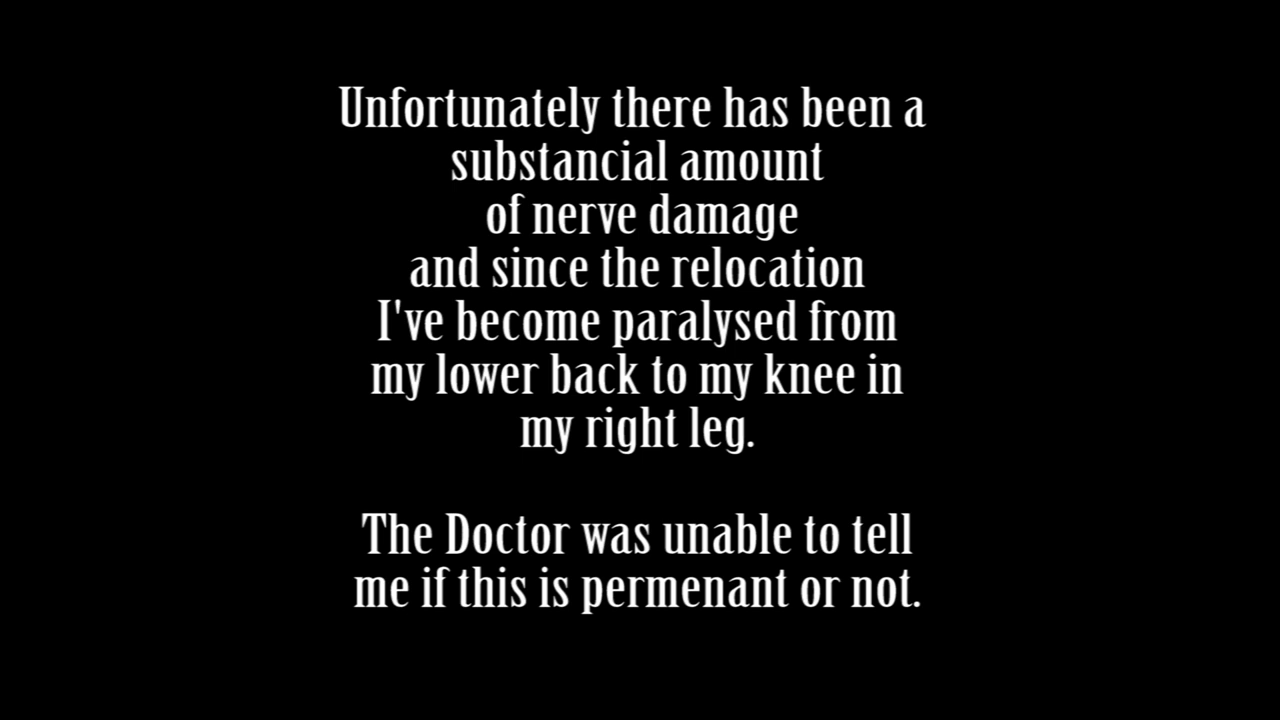 Unfortunately there has been a
substancial amount
of nerve damage
and since the relocation
I've become paralysed from
my lower back to my knee in
my right leg.
The Doctor was unable to tell
me if this is permenant or not.